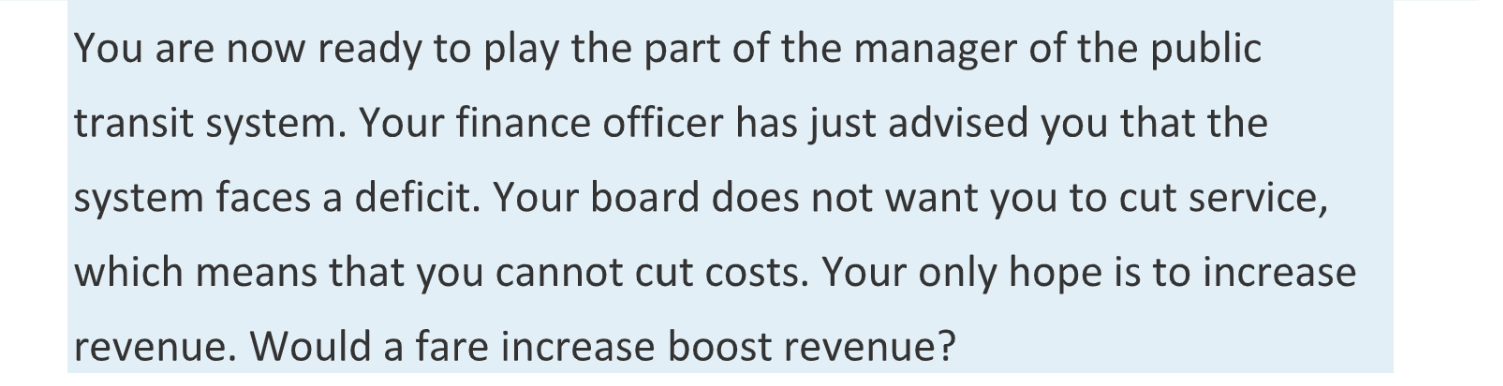 You are now ready to play the part of the manager of the public
transit system. Your finance officer has just advised you that the
system faces a deficit. Your board does not want you to cut service,
which means that you cannot cut costs. Your only hope is to increase
revenue. Would a fare increase boost revenue?